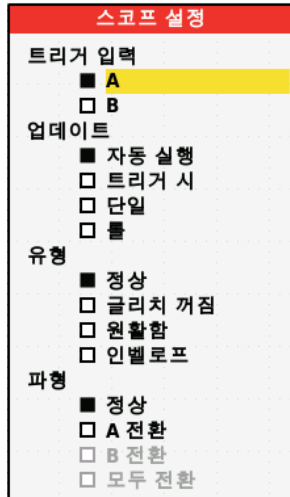 스코프 설정
트리거 입력
A
B
업데이트
자동 실행
트리거 시
단일
롤
유형
정상
글리치 꺼짐
원활함
인벨로프
파형
정상
A 전환
B 전환
모두 전환